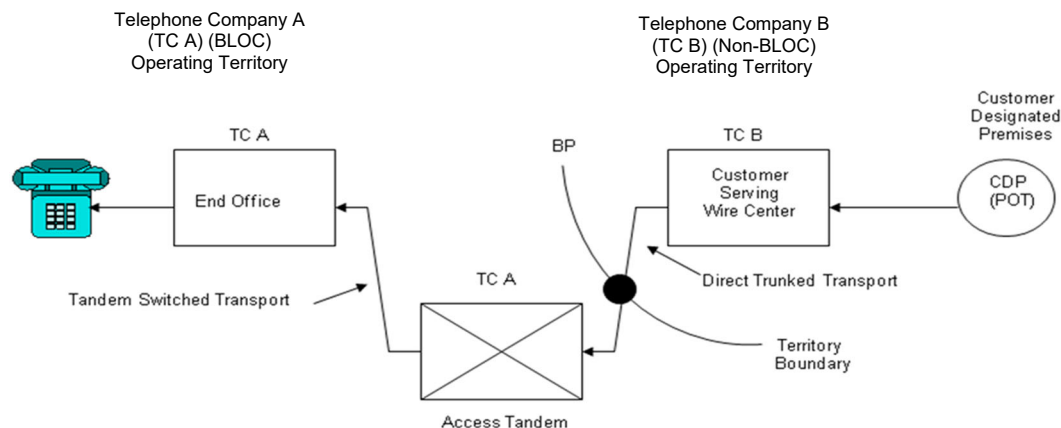 Telephone Company A
(TC A) (BLOC)
Operating Territory
Telephone Company B
(TC B) (Non-BLOC)
Operating Territory
Customer
Designated
Premises
TC A
BP
TC B
End Office
Customer
Serving
Wire Center
CDP
(POT)
Tandem Switched Transport
TC A
Direct Trunked Transport
Territory
Boundary
Access Tandem